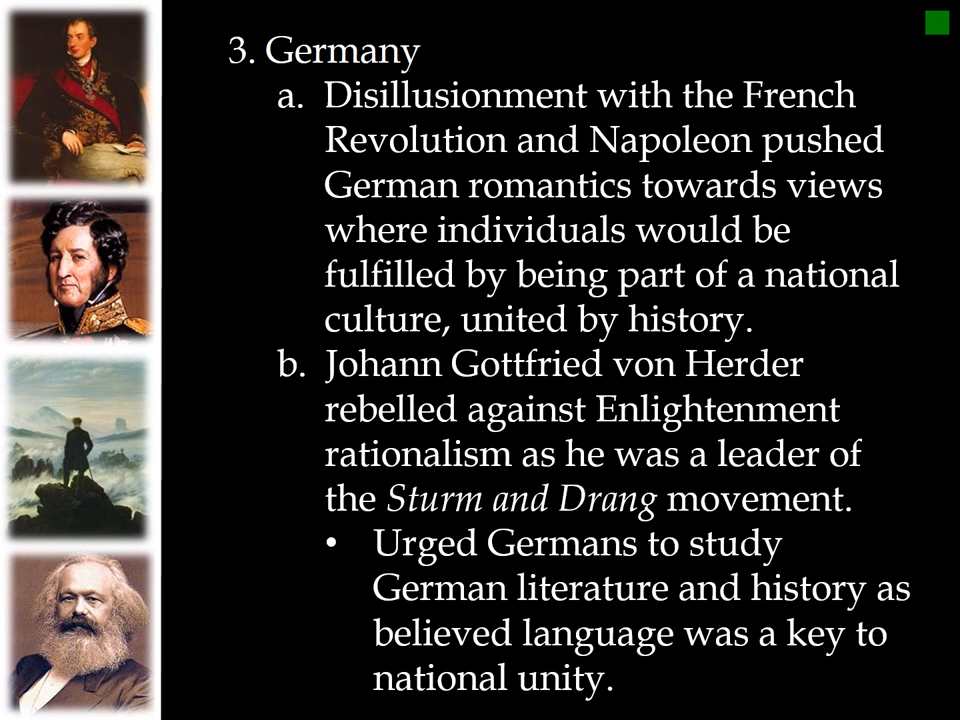 3. Germany
a. Disillusionment with the French
Revolution and Napoleon pushed
German romantics towards views
where individuals would be
fulfilled by being part of a national
culture, united by history.
b. Johann Gottfried von Herder
rebelled against Enlightenment
rationalism as he was a leader of
the Sturm and Drang movement.
• Urged Germans to study
German literature and history as
believed language was a key to
national unity.